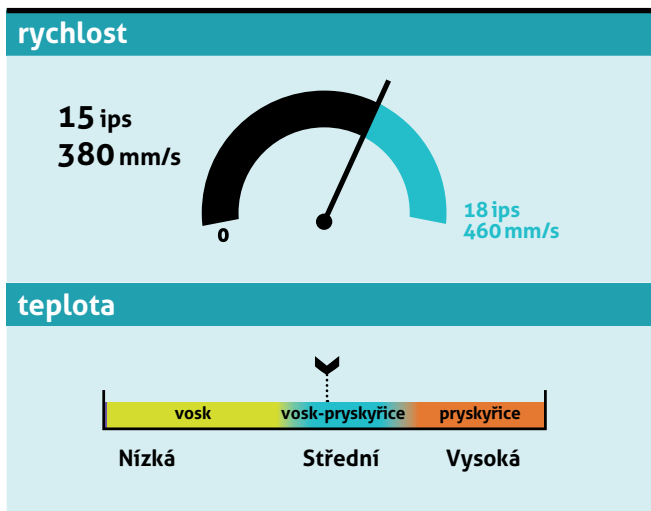 rychlost
15 ips
380 mm/s
0
18 ips
460 mm/s
teplota
vosk vosk-pryskyřice pryskyřice
Nízká Střední Vysoká